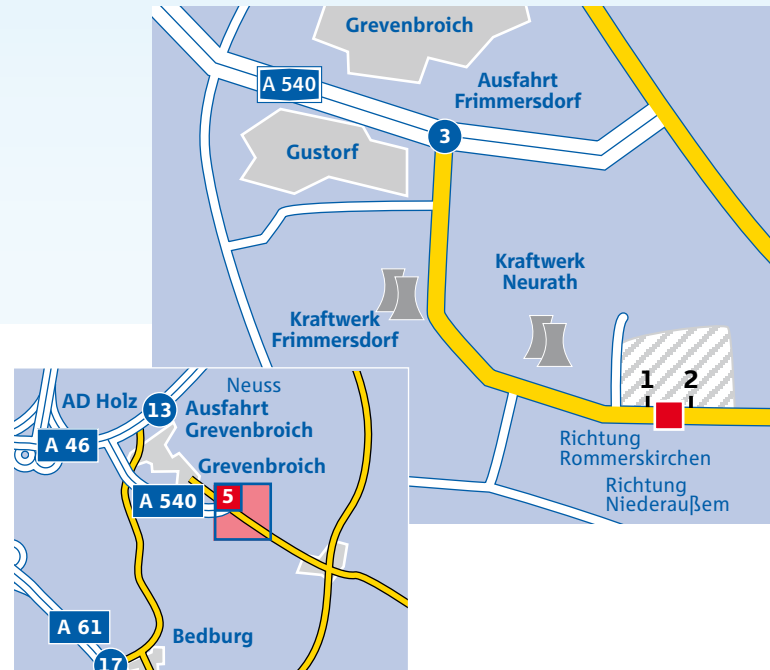 Grevenbroich
A 540
Ausfahrt
Frimmersdorf
3
Gustorf
Kraftwerk
Neurath
Kraftwerk
Frimmersdorf
1 2
Richtung
Rommerskirchen
Richtung
Niederaußem
Neuss
AD Holz
13
Ausfahrt
Grevenbroich
A 46
Grevenbroich
A 540
5
A 61
Bedburg
17